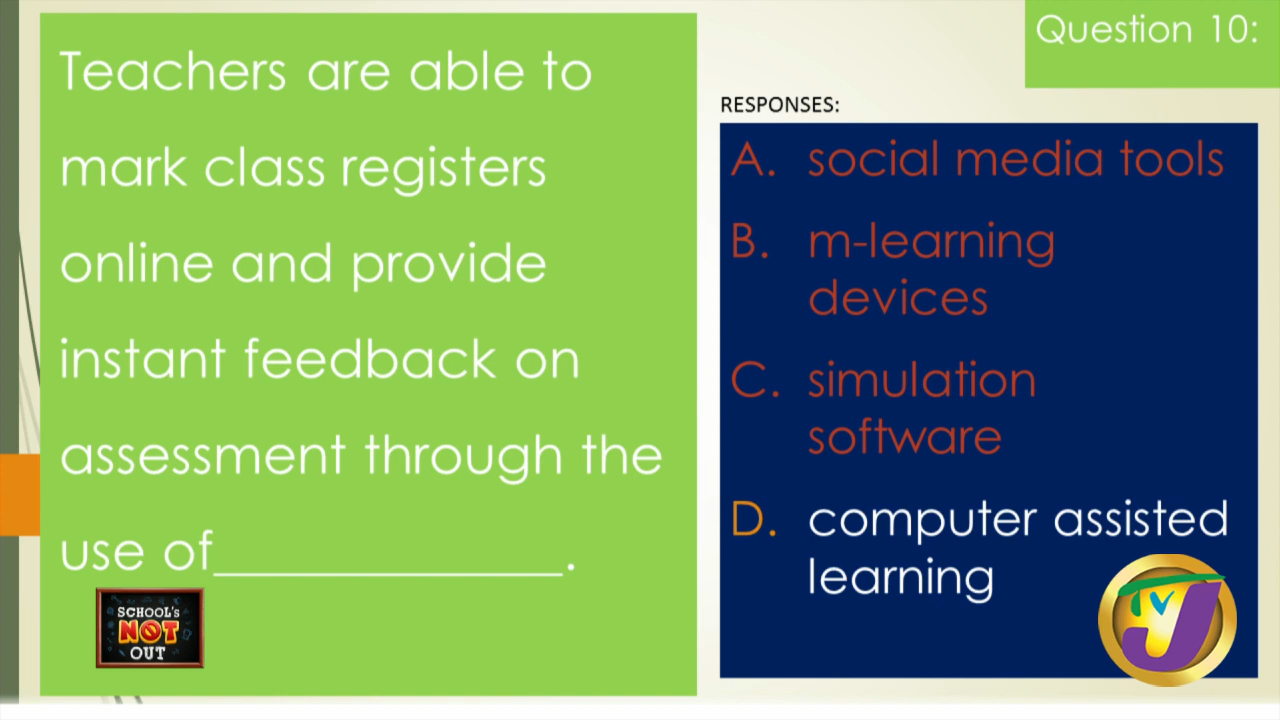 Question 10:
Teachers are able to
mark class registers
online and provide
instant feedback on
assessment through the
use of______________.
RESPONSES:
A. social media tools
B. m-learning
devices
C. simulation
software
D. computer assisted
learning
SCHOOL's
NOT
OUT
TVJ